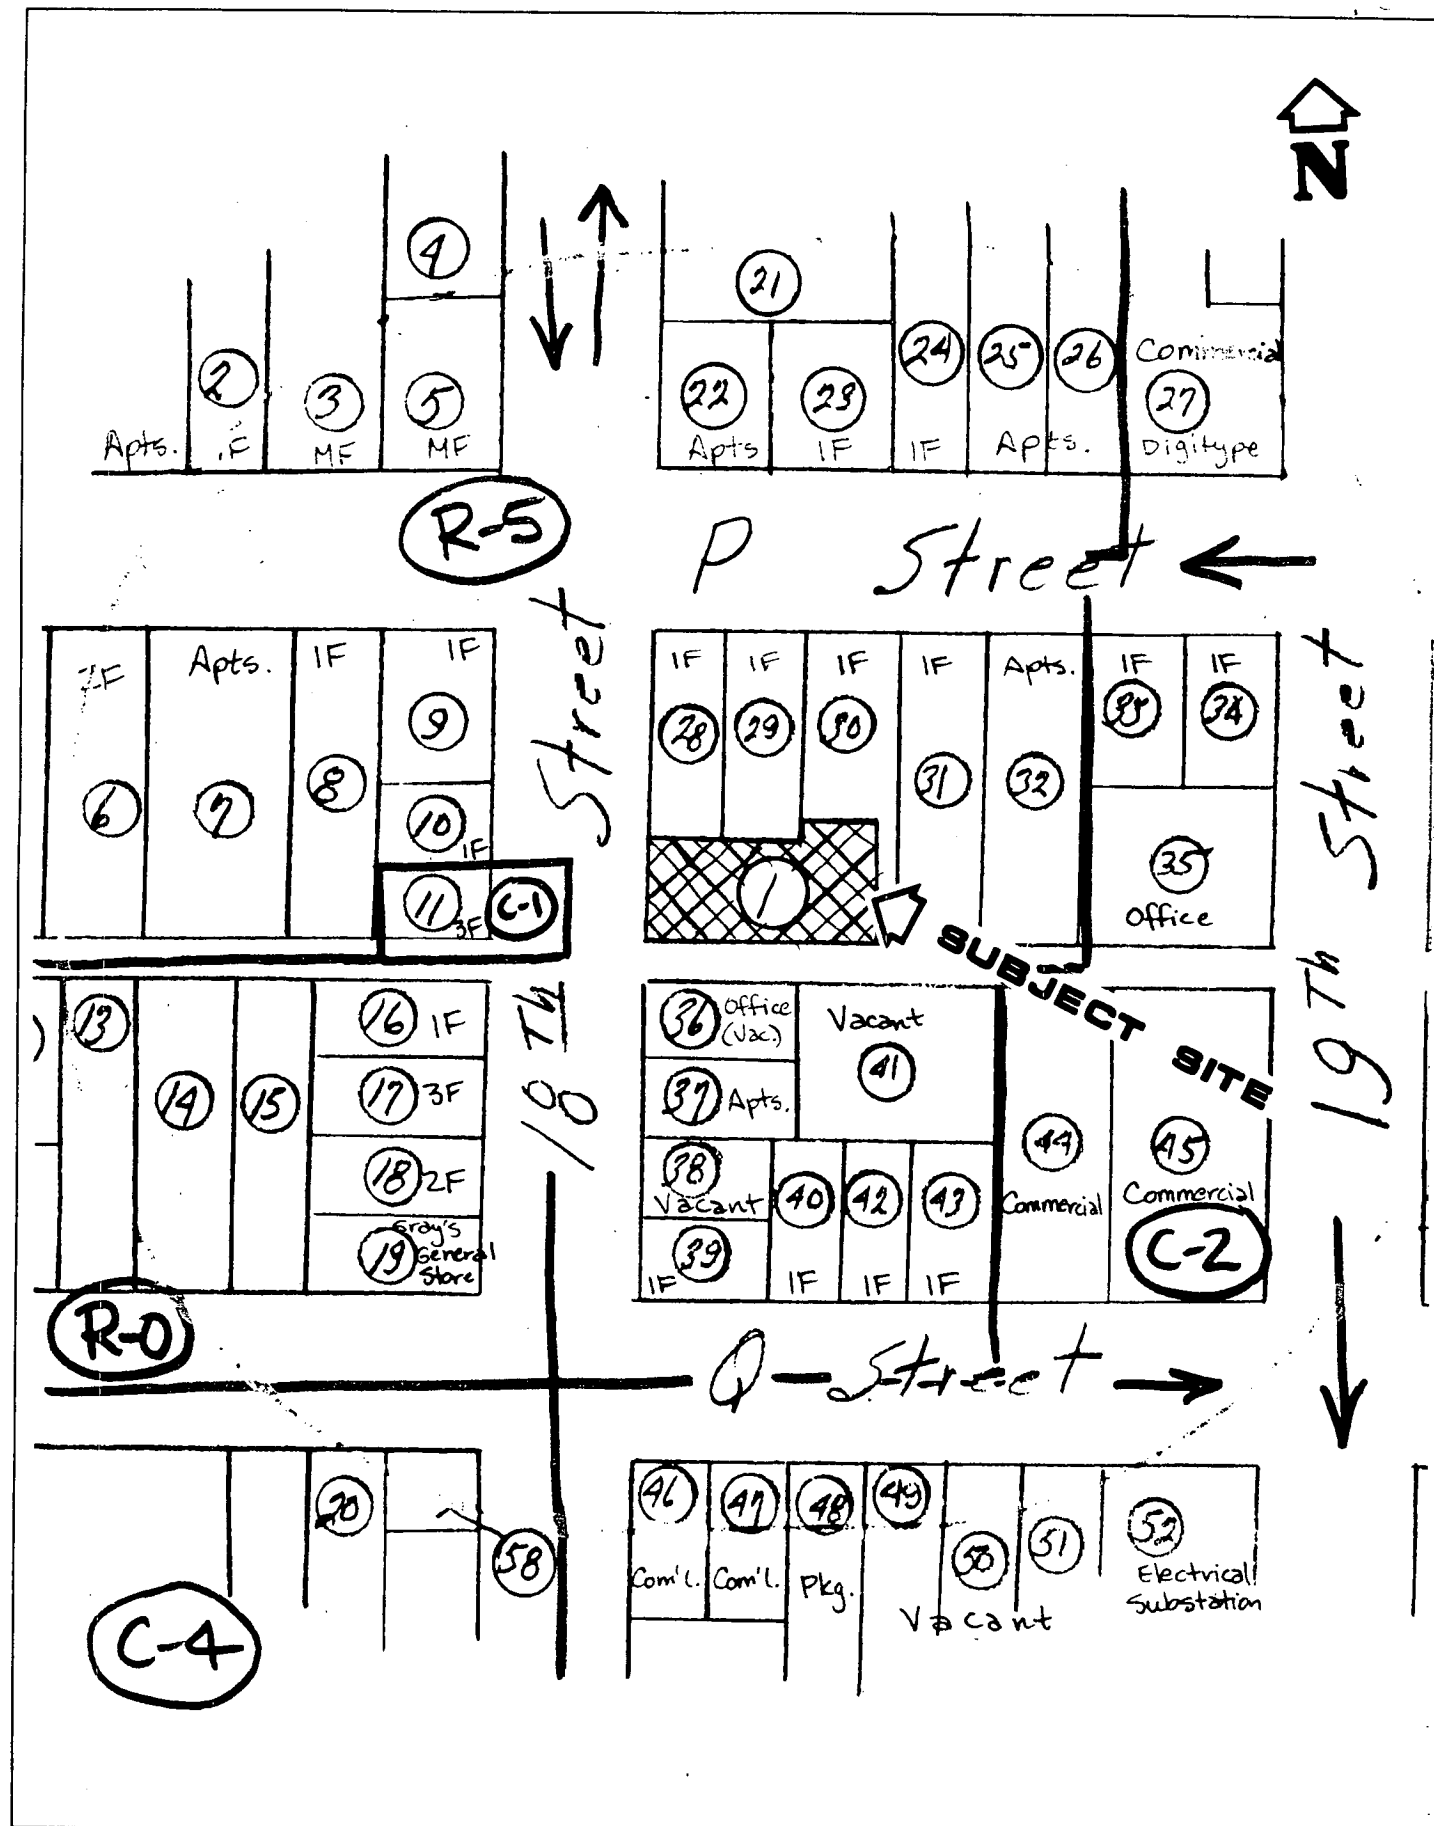 N
4
21
2
3
5
22
23
24
25
26
Commercial
27
Apts.
1F
MF
MF
Apts
1F
1F
Apts.
Digitype
R-5
P Street
18 Th Street
19 Th Street
Apts.
1F
1F
9
6
7
8
10
1F
11
3F
C-1
1F
1F
1F
1F
Apts.
1F
1F
28
29
30
31
32
33
34
1
35
Office
SUBJECT SITE
13
14
15
16 1F
17 3F
18 2F
19 Gray's
General
Store
36 Office
(Vac.)
37 Apts.
38
Vacant
39
1F
Vacant
41
40
42
43
1F
1F
1F
44
Commercial
45
Commercial
C-2
R-0
Q Street
20
58
C-4
46
47
48
49
50
51
52
Com'l.
Com'l.
Pkg.
Vacant
Electrical
Substation